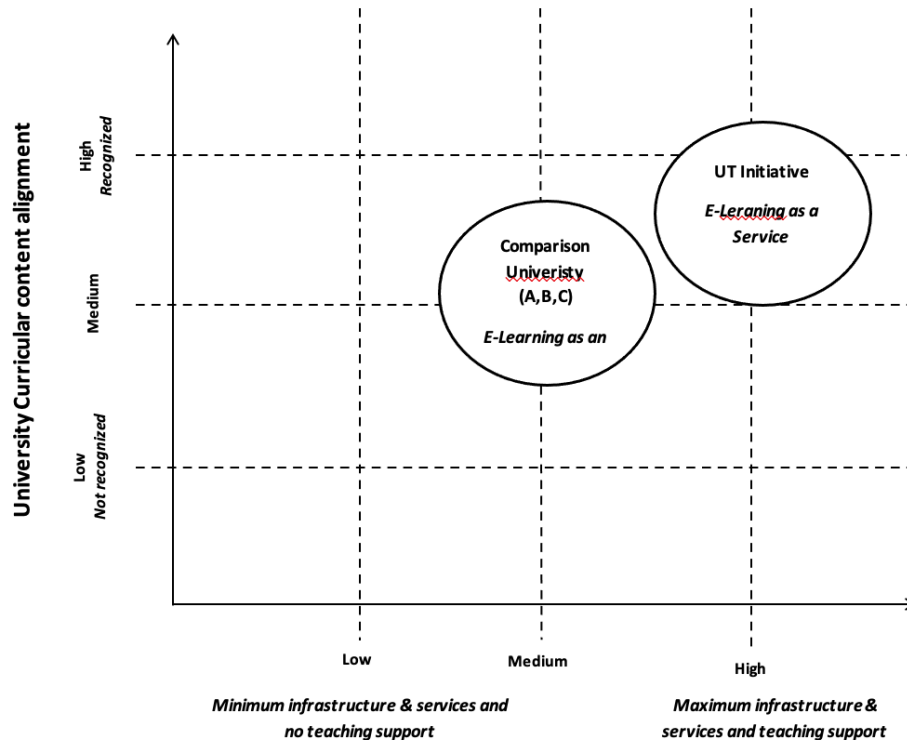 University Curricular content alignment
High
Recognized
Medium
Low
Not recognized
UT Initiative
E-Leraning as a
Service
Comparison
Univeristy
(A,B,C)
E-Learning as an
Low
Medium
High
Minimum infrastructure & services and
no teaching support
Maximum infrastructure &
services and teaching support